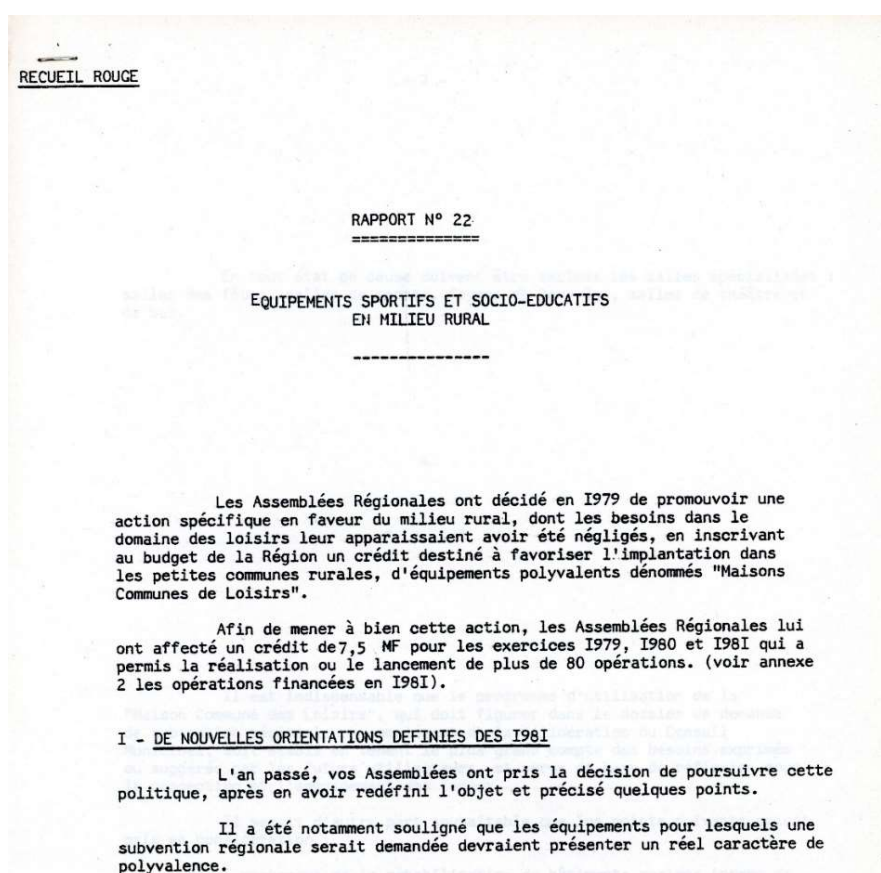 RECUEIL ROUGE
RAPPORT N° 22
===============
EQUIPEMENTS SPORTIFS ET SOCIO-EDUCATIFS
EN MILIEU RURAL
----------------
Les Assemblées Régionales ont décidé en I979 de promouvoir une
action spécifique en faveur du milieu rural, dont les besoins dans le
domaine des loisirs leur apparaissaient avoir été négligés, en inscrivant
au budget de la Région un crédit destiné à favoriser l'implantation dans
les petites communes rurales, d'équipements polyvalents dénommés "Maisons
Communes de Loisirs".
Afin de mener à bien cette action, les Assemblées Régionales lui
ont affecté un crédit de7,5 MF pour les exercices I979, I980 et I98I qui a
permis la réalisation ou le lancement de plus de 80 opérations. (voir annexe
2 les opérations financées en I98I).
I - DE NOUVELLES ORIENTATIONS DEFINIES DES I98I
L'an passé, vos Assemblées ont pris la décision de poursuivre cette
politique, après en avoir redéfini l'objet et précisé quelques points.
Il a été notamment souligné que les équipements pour lesquels une
subvention régionale serait demandée devraient présenter un réel caractère de
polyvalence.